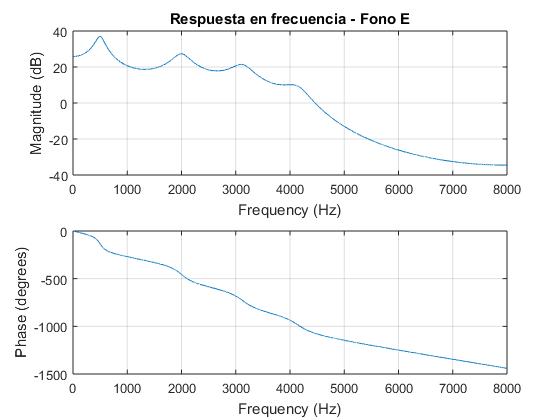 Respuesta en frecuencia - Fono E
40
20
0
-20
-40
Magnitude (dB)
0 1000 2000 3000 4000 5000 6000 7000 8000
Frequency (Hz)
0
-500
-1000
-1500
Phase (degrees)
0 1000 2000 3000 4000 5000 6000 7000 8000
Frequency (Hz)